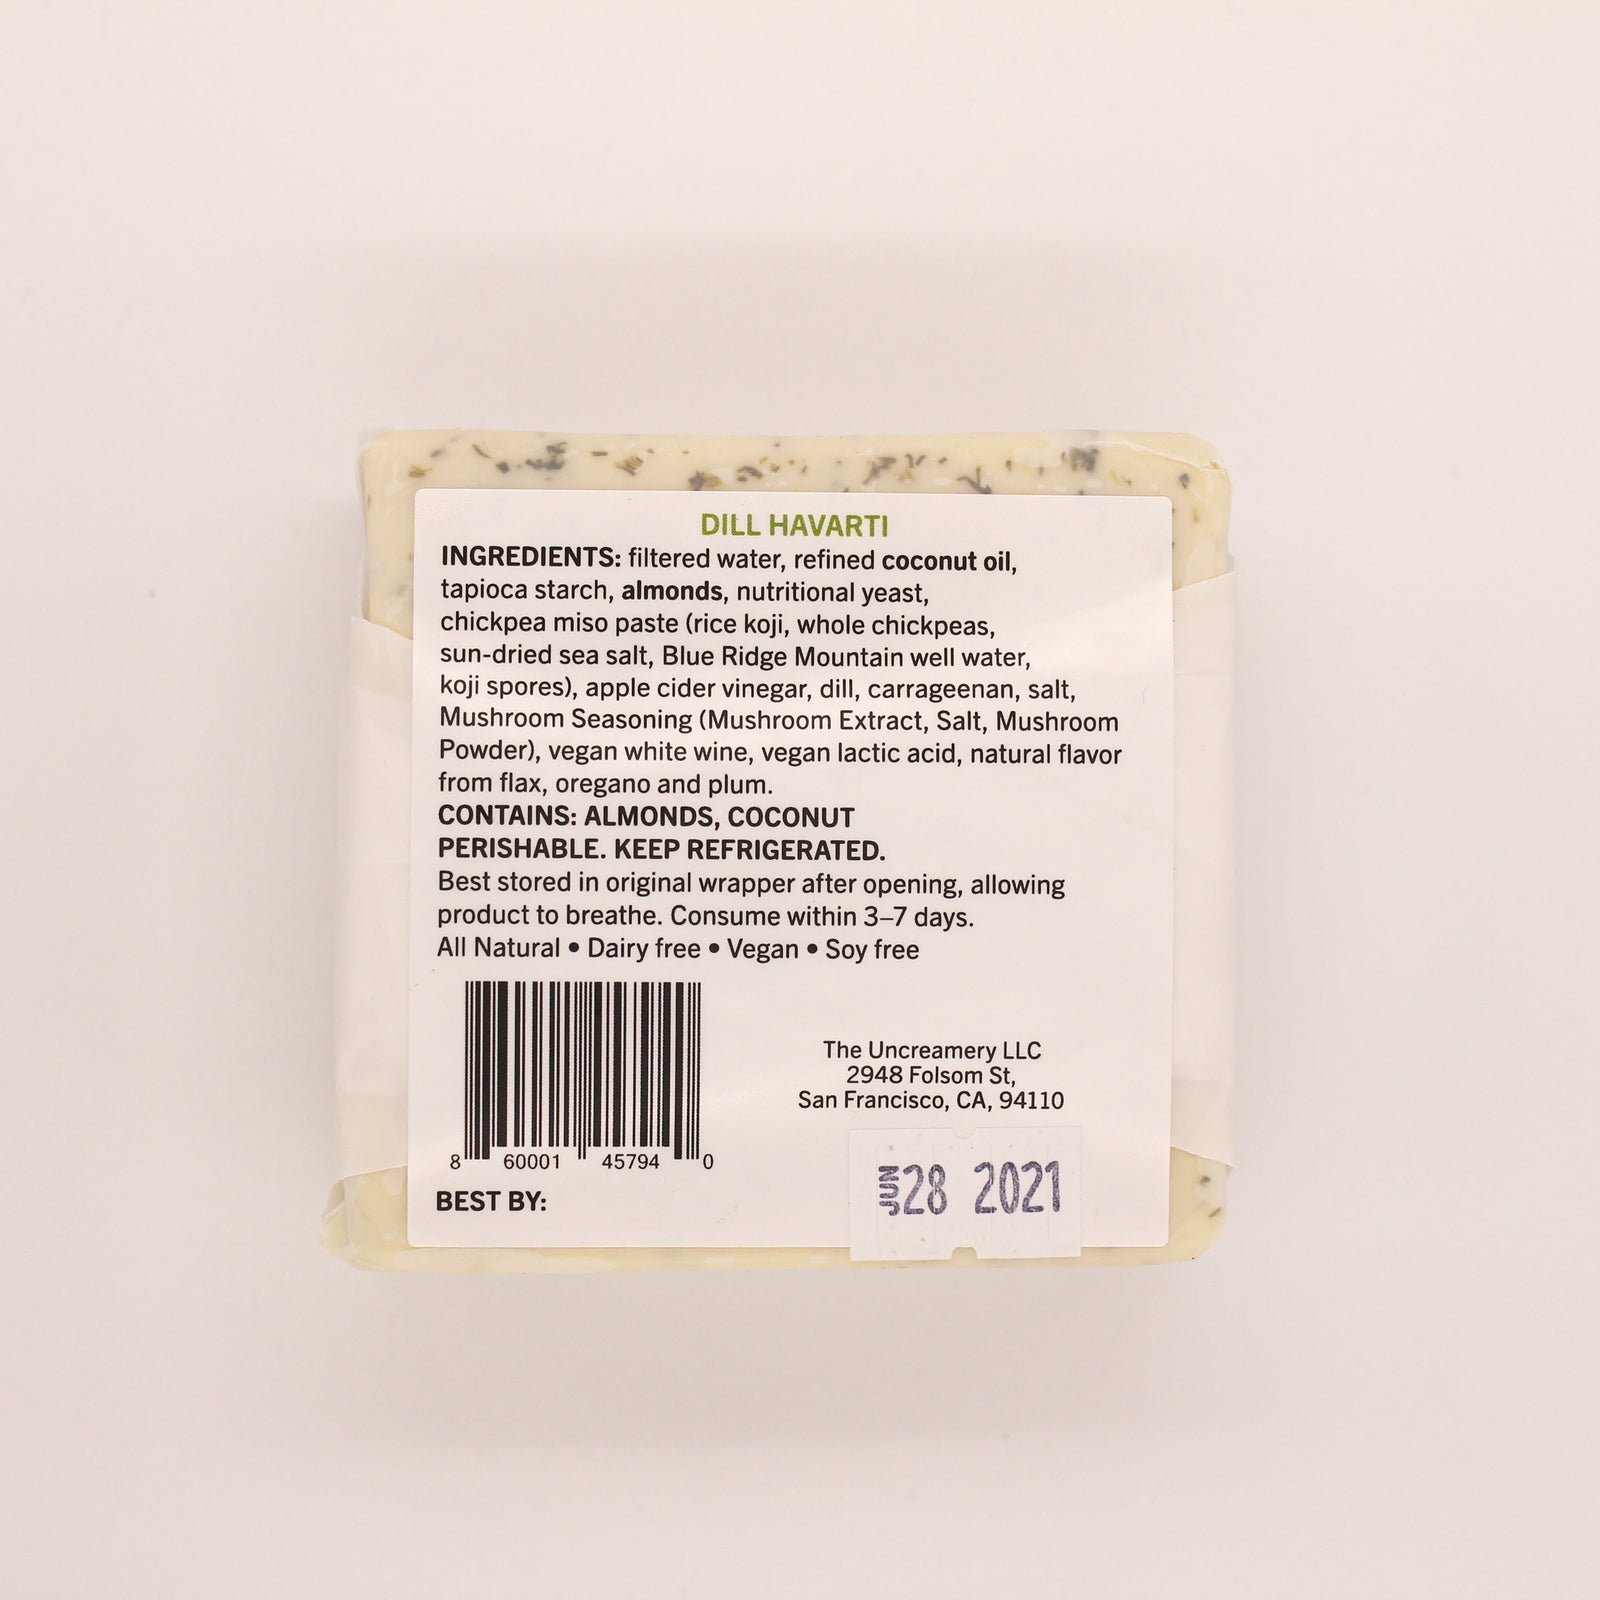 DILL HAVARTI
INGREDIENTS: filtered water, refined coconut oil,
tapioca starch, almonds, nutritional yeast,
chickpea miso paste (rice koji, whole chickpeas,
sun-dried sea salt, Blue Ridge Mountain well water,
koji spores), apple cider vinegar, dill, carrageenan, salt,
Mushroom Seasoning (Mushroom Extract, Salt, Mushroom
Powder), vegan white wine, vegan lactic acid, natural flavor
from flax, oregano and plum.
CONTAINS: ALMONDS, COCONUT
PERISHABLE. KEEP REFRIGERATED.
Best stored in original wrapper after opening, allowing
product to breathe. Consume within 3–7 days.
All Natural • Dairy free • Vegan • Soy free
The Uncreamery LLC
2948 Folsom St,
San Francisco, CA, 94110
8 60001 45794 0
BEST BY:
JUN 28 2021